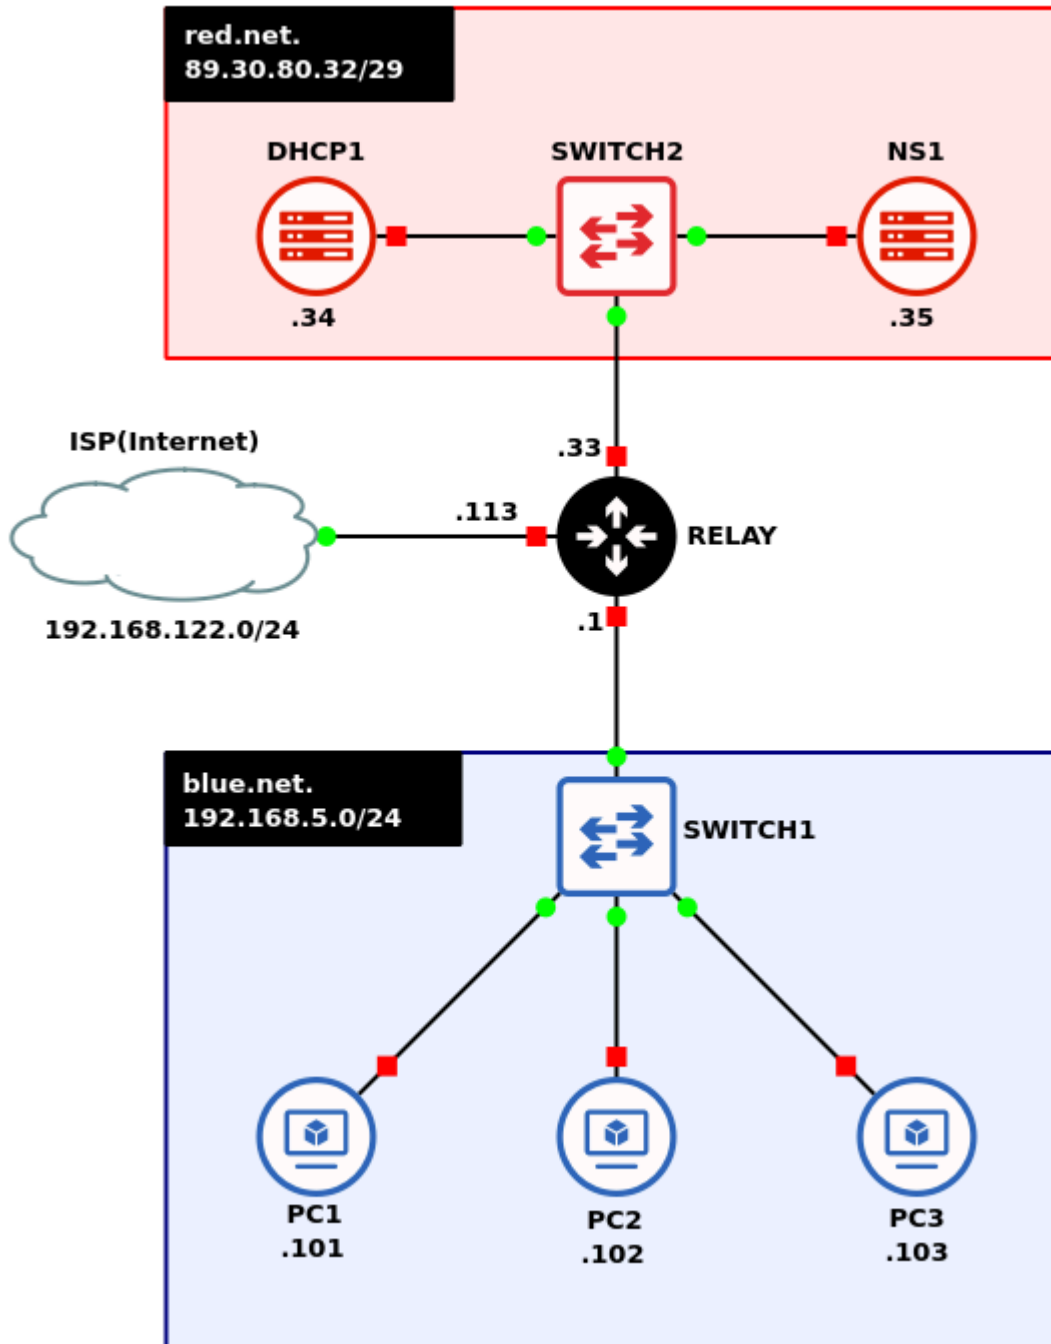 red.net.
89.30.80.32/29
DHCP1
SWITCH2
NS1
.34
.35
ISP(Internet)
.33
.113
RELAY
.1
192.168.122.0/24
blue.net.
192.168.5.0/24
SWITCH1
PC1
.101
PC2
.102
PC3
.103